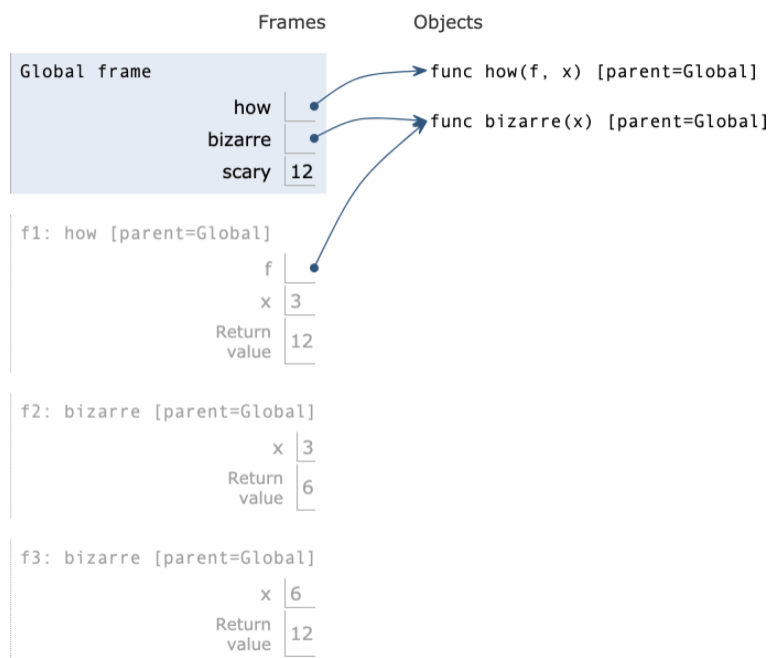 Frames Objects
Global frame
func how(f, x) [parent=Global]
how
func bizarre(x) [parent=Global]
bizarre
scary 12
f1: how [parent=Global]
f
x 3
Return
value 12
f2: bizarre [parent=Global]
x 3
Return
value 6
f3: bizarre [parent=Global]
x 6
Return
value 12